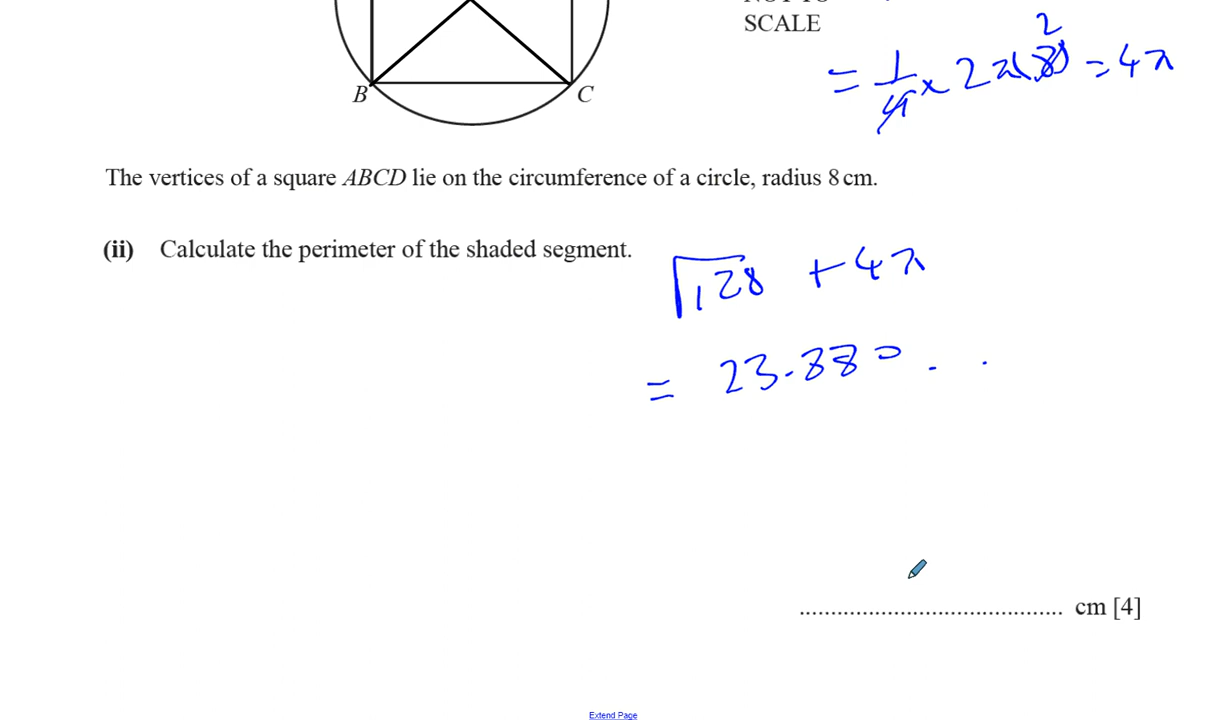 SCALE
= 1/4 × 2π(8) = 4π
2
B
C
The vertices of a square ABCD lie on the circumference of a circle, radius 8 cm.
(ii) Calculate the perimeter of the shaded segment.
√128 + 4π
= 23.880 . .
.......................................... cm [4]
Extend Page